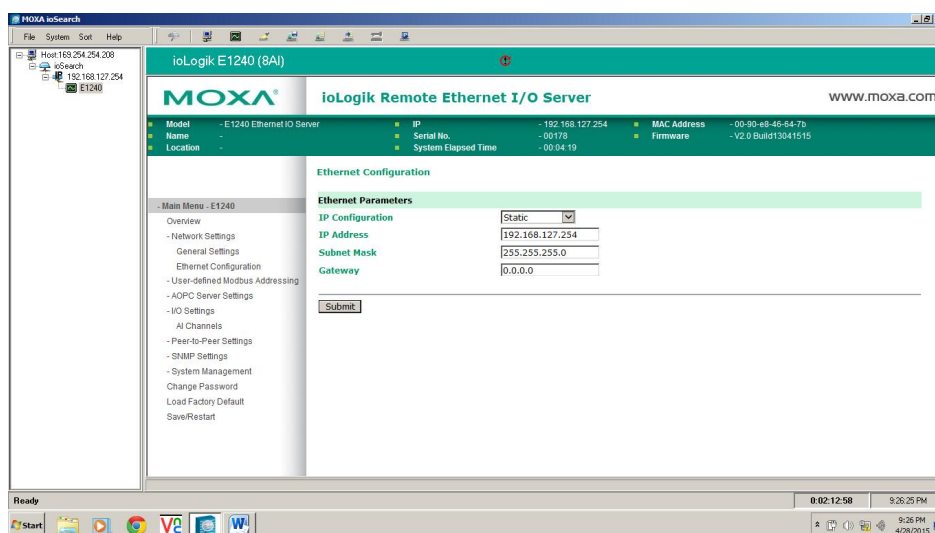 MOXA ioSearch
File System Sort Help
Host:169.254.254.208
ioSearch
192.168.127.254
E1240
ioLogik E1240 (8AI)
MOXA®
ioLogik Remote Ethernet I/O Server
www.moxa.com
Model - E1240 Ethernet IO Server
IP - 192.168.127.254
MAC Address - 00-90-e8-46-64-7b
Name -
Serial No. - 00178
Firmware - V2.0 Build13041515
Location -
System Elapsed Time - 00:04:19
- Main Menu - E1240
Overview
- Network Settings
General Settings
Ethernet Configuration
- User-defined Modbus Addressing
- AOPC Server Settings
- I/O Settings
AI Channels
- Peer-to-Peer Settings
- SNMP Settings
- System Management
Change Password
Load Factory Default
Save/Restart
Ethernet Configuration
Ethernet Parameters
IP Configuration Static
IP Address 192.168.127.254
Subnet Mask 255.255.255.0
Gateway 0.0.0.0
Submit
Ready
0:02:12:58
9:26:25 PM
Start
9:26 PM
4/28/2015